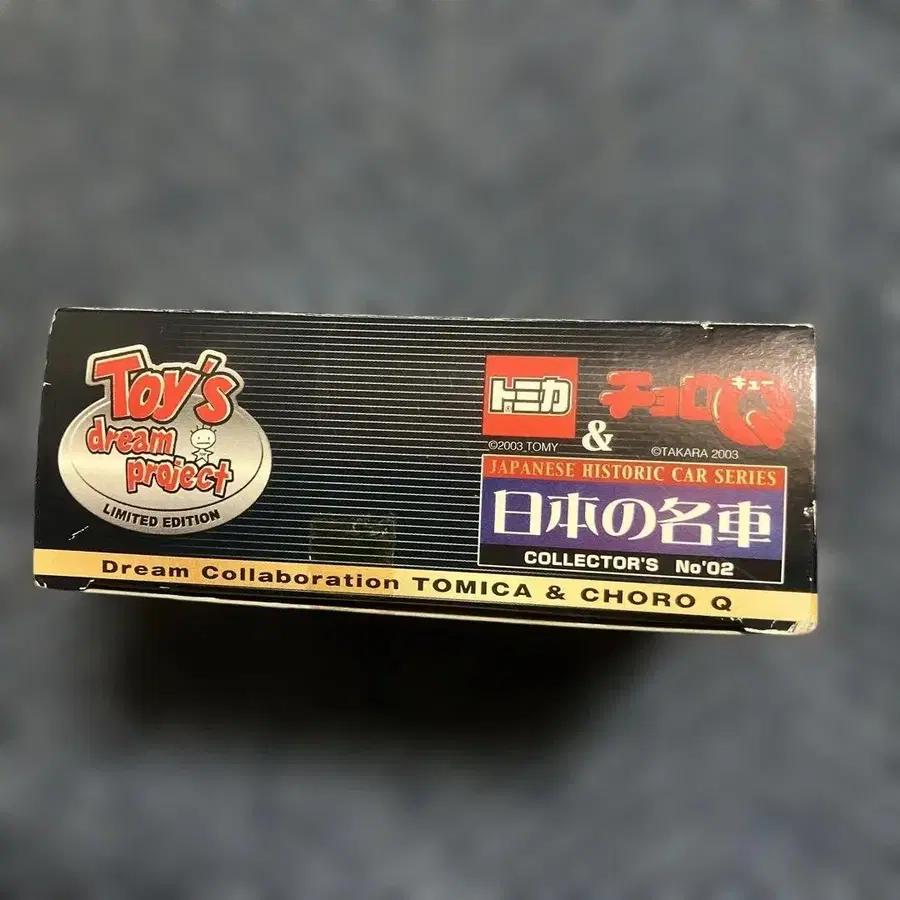 Toy's
dream
project
LIMITED EDITION
トミカ
®
©2003 TOMY
&
チョロQ
キュー
©TAKARA 2003
JAPANESE HISTORIC CAR SERIES
日本の名車
COLLECTOR'S No'02
Dream Collaboration TOMICA & CHORO Q